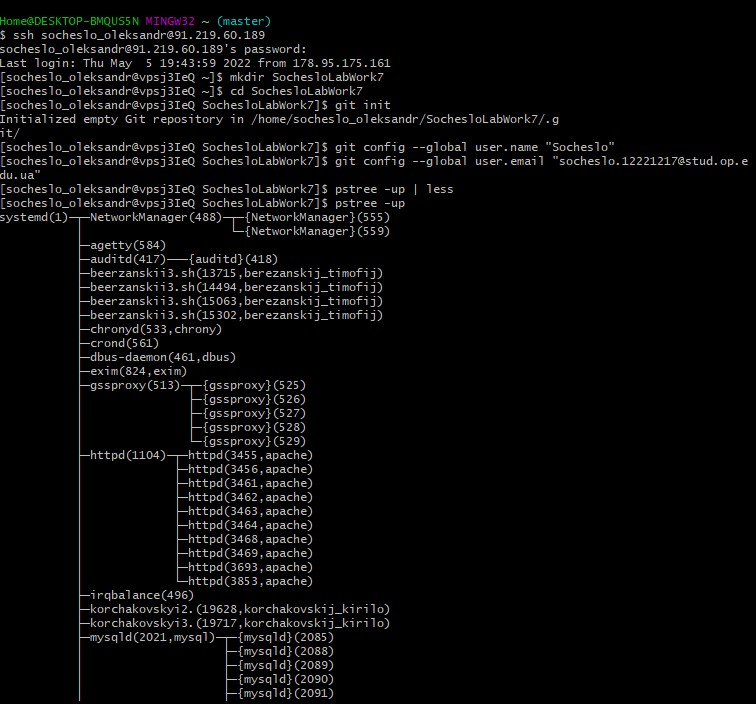 Home@DESKTOP-BMQUS5N MINGW32 ~ (master)
$ ssh socheslo_oleksandr@91.219.60.189
socheslo_oleksandr@91.219.60.189's password:
Last login: Thu May  5 19:43:59 2022 from 178.95.175.161
[socheslo_oleksandr@vpsj3IeQ ~]$ mkdir SochesloLabWork7
[socheslo_oleksandr@vpsj3IeQ ~]$ cd SochesloLabWork7
[socheslo_oleksandr@vpsj3IeQ SochesloLabWork7]$ git init
Initialized empty Git repository in /home/socheslo_oleksandr/SochesloLabWork7/.g
it/
[socheslo_oleksandr@vpsj3IeQ SochesloLabWork7]$ git config --global user.name "Socheslo"
[socheslo_oleksandr@vpsj3IeQ SochesloLabWork7]$ git config --global user.email "socheslo.12221217@stud.op.e
du.ua"
[socheslo_oleksandr@vpsj3IeQ SochesloLabWork7]$ pstree -up | less
[socheslo_oleksandr@vpsj3IeQ SochesloLabWork7]$ pstree -up
systemd(1)─┬─NetworkManager(488)─┬─{NetworkManager}(555)
           │                     └─{NetworkManager}(559)
           ├─agetty(584)
           ├─auditd(417)───{auditd}(418)
           ├─beerzanskii3.sh(13715,berezanskij_timofij)
           ├─beerzanskii3.sh(14494,berezanskij_timofij)
           ├─beerzanskii3.sh(15063,berezanskij_timofij)
           ├─beerzanskii3.sh(15302,berezanskij_timofij)
           ├─chronyd(533,chrony)
           ├─crond(561)
           ├─dbus-daemon(461,dbus)
           ├─exim(824,exim)
           ├─gssproxy(513)─┬─{gssproxy}(525)
           │               ├─{gssproxy}(526)
           │               ├─{gssproxy}(527)
           │               ├─{gssproxy}(528)
           │               └─{gssproxy}(529)
           ├─httpd(1104)─┬─httpd(3455,apache)
           │             ├─httpd(3456,apache)
           │             ├─httpd(3461,apache)
           │             ├─httpd(3462,apache)
           │             ├─httpd(3463,apache)
           │             ├─httpd(3464,apache)
           │             ├─httpd(3468,apache)
           │             ├─httpd(3469,apache)
           │             ├─httpd(3693,apache)
           │             └─httpd(3853,apache)
           ├─irqbalance(496)
           ├─korchakovskyi2.(19628,korchakovskij_kirilo)
           ├─korchakovskyi3.(19717,korchakovskij_kirilo)
           ├─mysqld(2021,mysql)─┬─{mysqld}(2085)
           │                    ├─{mysqld}(2088)
           │                    ├─{mysqld}(2089)
           │                    ├─{mysqld}(2090)
           │                    ├─{mysqld}(2091)